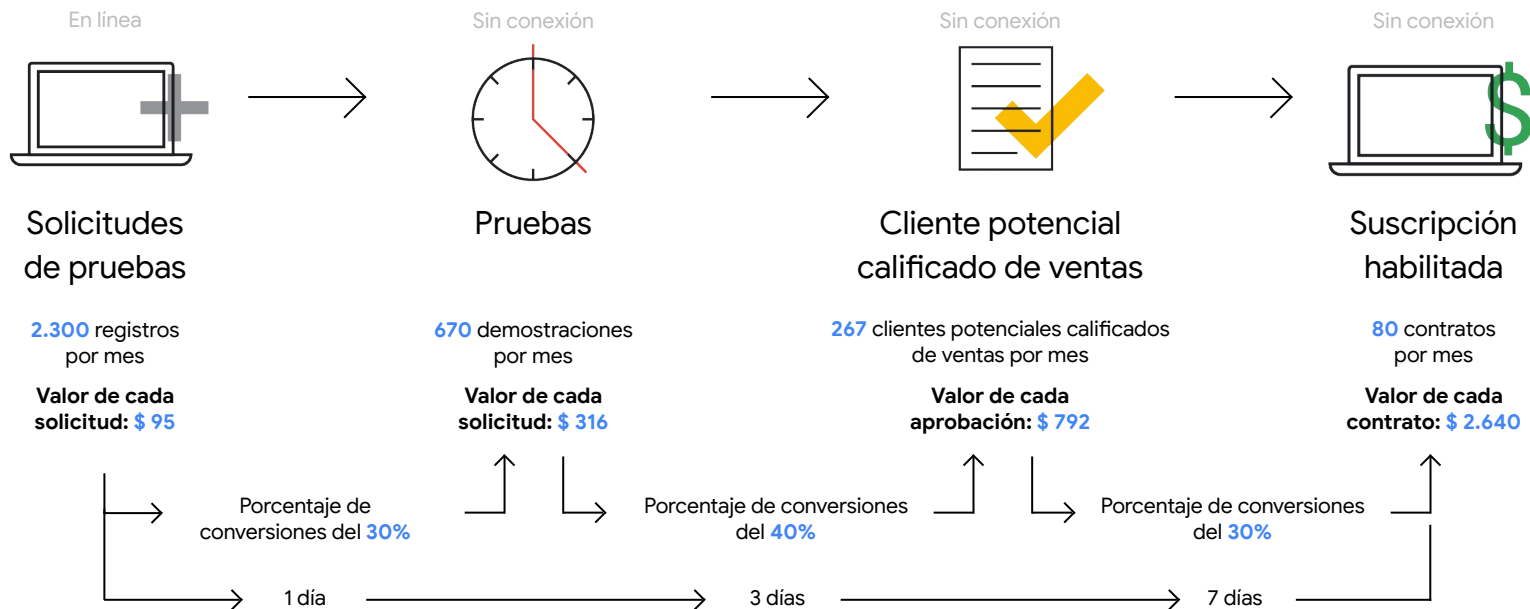 En línea
Sin conexión
Sin conexión
Sin conexión
$
Solicitudes
de pruebas
Pruebas
Cliente potencial
calificado de ventas
Suscripción
habilitada
2.300 registros
por mes
670 demostraciones
por mes
267 clientes potenciales calificados
de ventas por mes
80 contratos
por mes
Valor de cada
solicitud: $ 95
Valor de cada
solicitud: $ 316
Valor de cada
aprobación: $ 792
Valor de cada
contrato: $ 2.640
Porcentaje de
conversiones del 30%
Porcentaje de conversiones
del 40%
Porcentaje de conversiones
del 30%
1 día
3 días
7 días